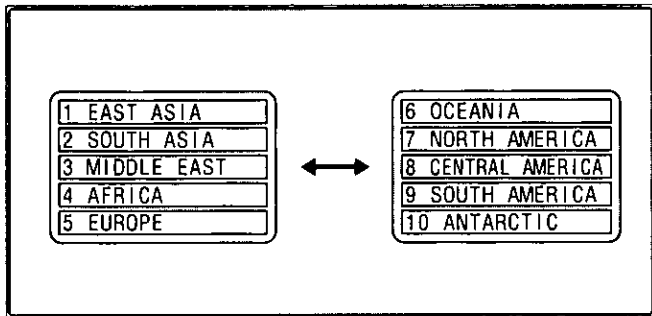 1 EAST ASIA
2 SOUTH ASIA
3 MIDDLE EAST
4 AFRICA
5 EUROPE
6 OCEANIA
7 NORTH AMERICA
8 CENTRAL AMERICA
9 SOUTH AMERICA
10 ANTARCTIC